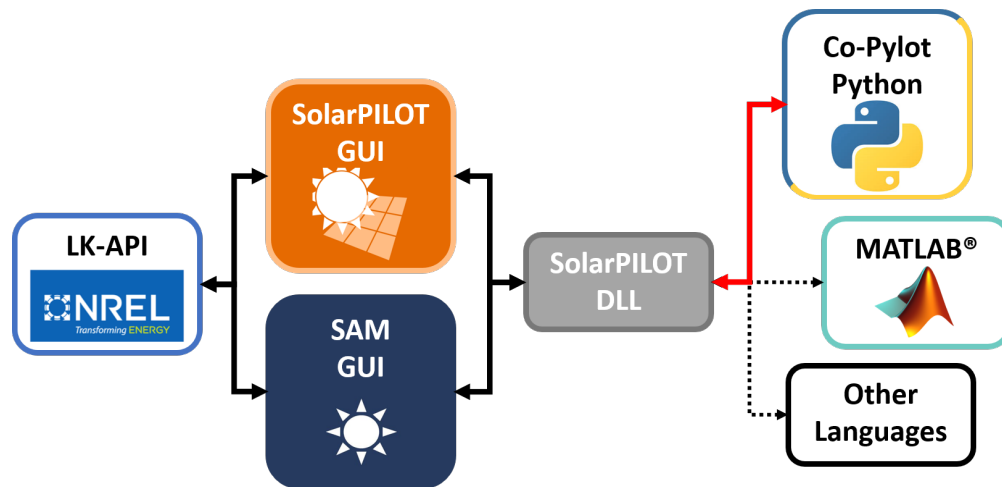 LK-API
NREL
Transforming ENERGY
SolarPILOT
GUI
SAM
GUI
SolarPILOT
DLL
Co-Pylot
Python
MATLAB®
Other
Languages